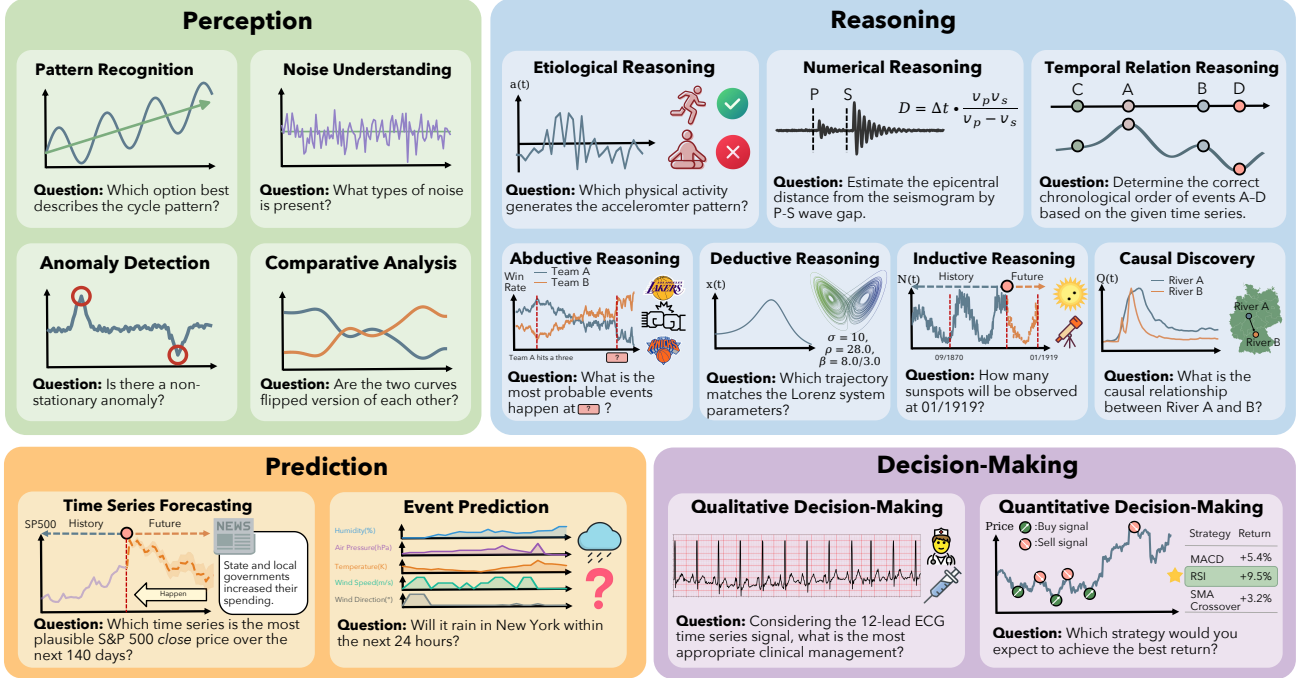 Perception
Pattern Recognition
Question: Which option best
describes the cycle pattern?
Noise Understanding
Question: What types of noise
is present?
Anomaly Detection
Question: Is there a non-
stationary anomaly?
Comparative Analysis
Question: Are the two curves
flipped version of each other?
Reasoning
Etiological Reasoning
a(t)
Question: Which physical activity
generates the acceleromter pattern?
Numerical Reasoning
P S
D = Δt • v_p v_s / (v_p − v_s)
Question: Estimate the epicentral
distance from the seismogram by
P-S wave gap.
Temporal Relation Reasoning
C A B D
Question: Determine the correct
chronological order of events A–D
based on the given time series.
Abductive Reasoning
Win
Rate
Team A
Team B
LAKERS
KNICKS
Team A hits a three
?
Question: What is the
most probable events
happen at ? ?
Deductive Reasoning
x(t)
σ = 10,
ρ = 28.0,
β = 8.0/3.0
Question: Which trajectory
matches the Lorenz system
parameters?
Inductive Reasoning
N(t)
History
Future
09/1870
01/1919
Question: How many
sunspots will be observed
at 01/1919?
Causal Discovery
Q(t)
River A
River B
River A
River B
Question: What is the
causal relationship
between River A and B?
Prediction
Time Series Forecasting
SP500
History
Future
NEWS
State and local
governments
increased their
spending.
Happen
Question: Which time series is the most
plausible S&P 500 close price over the
next 140 days?
Event Prediction
Humidity(%)
Air Pressure(hPa)
Temperature(K)
Wind Speed(m/s)
Wind Direction(°)
?
Question: Will it rain in New York within
the next 24 hours?
Decision-Making
Qualitative Decision-Making
Question: Considering the 12-lead ECG
time series signal, what is the most
appropriate clinical management?
Quantitative Decision-Making
Price
:Buy signal
:Sell signal
Strategy Return
MACD +5.4%
RSI +9.5%
SMA
Crossover +3.2%
Question: Which strategy would you
expect to achieve the best return?